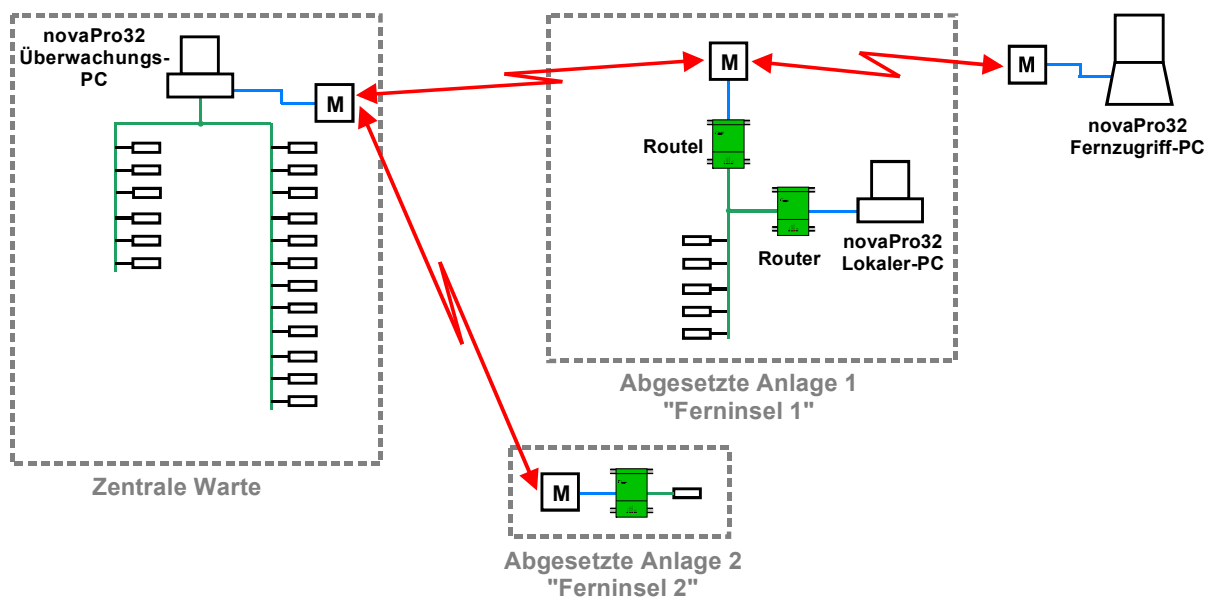 novaPro32
Überwachungs-
PC
M
Zentrale Warte
M
Routel
Router
novaPro32
Lokaler-PC
Abgesetzte Anlage 1
"Ferninsel 1"
M
novaPro32
Fernzugriff-PC
M
Abgesetzte Anlage 2
"Ferninsel 2"